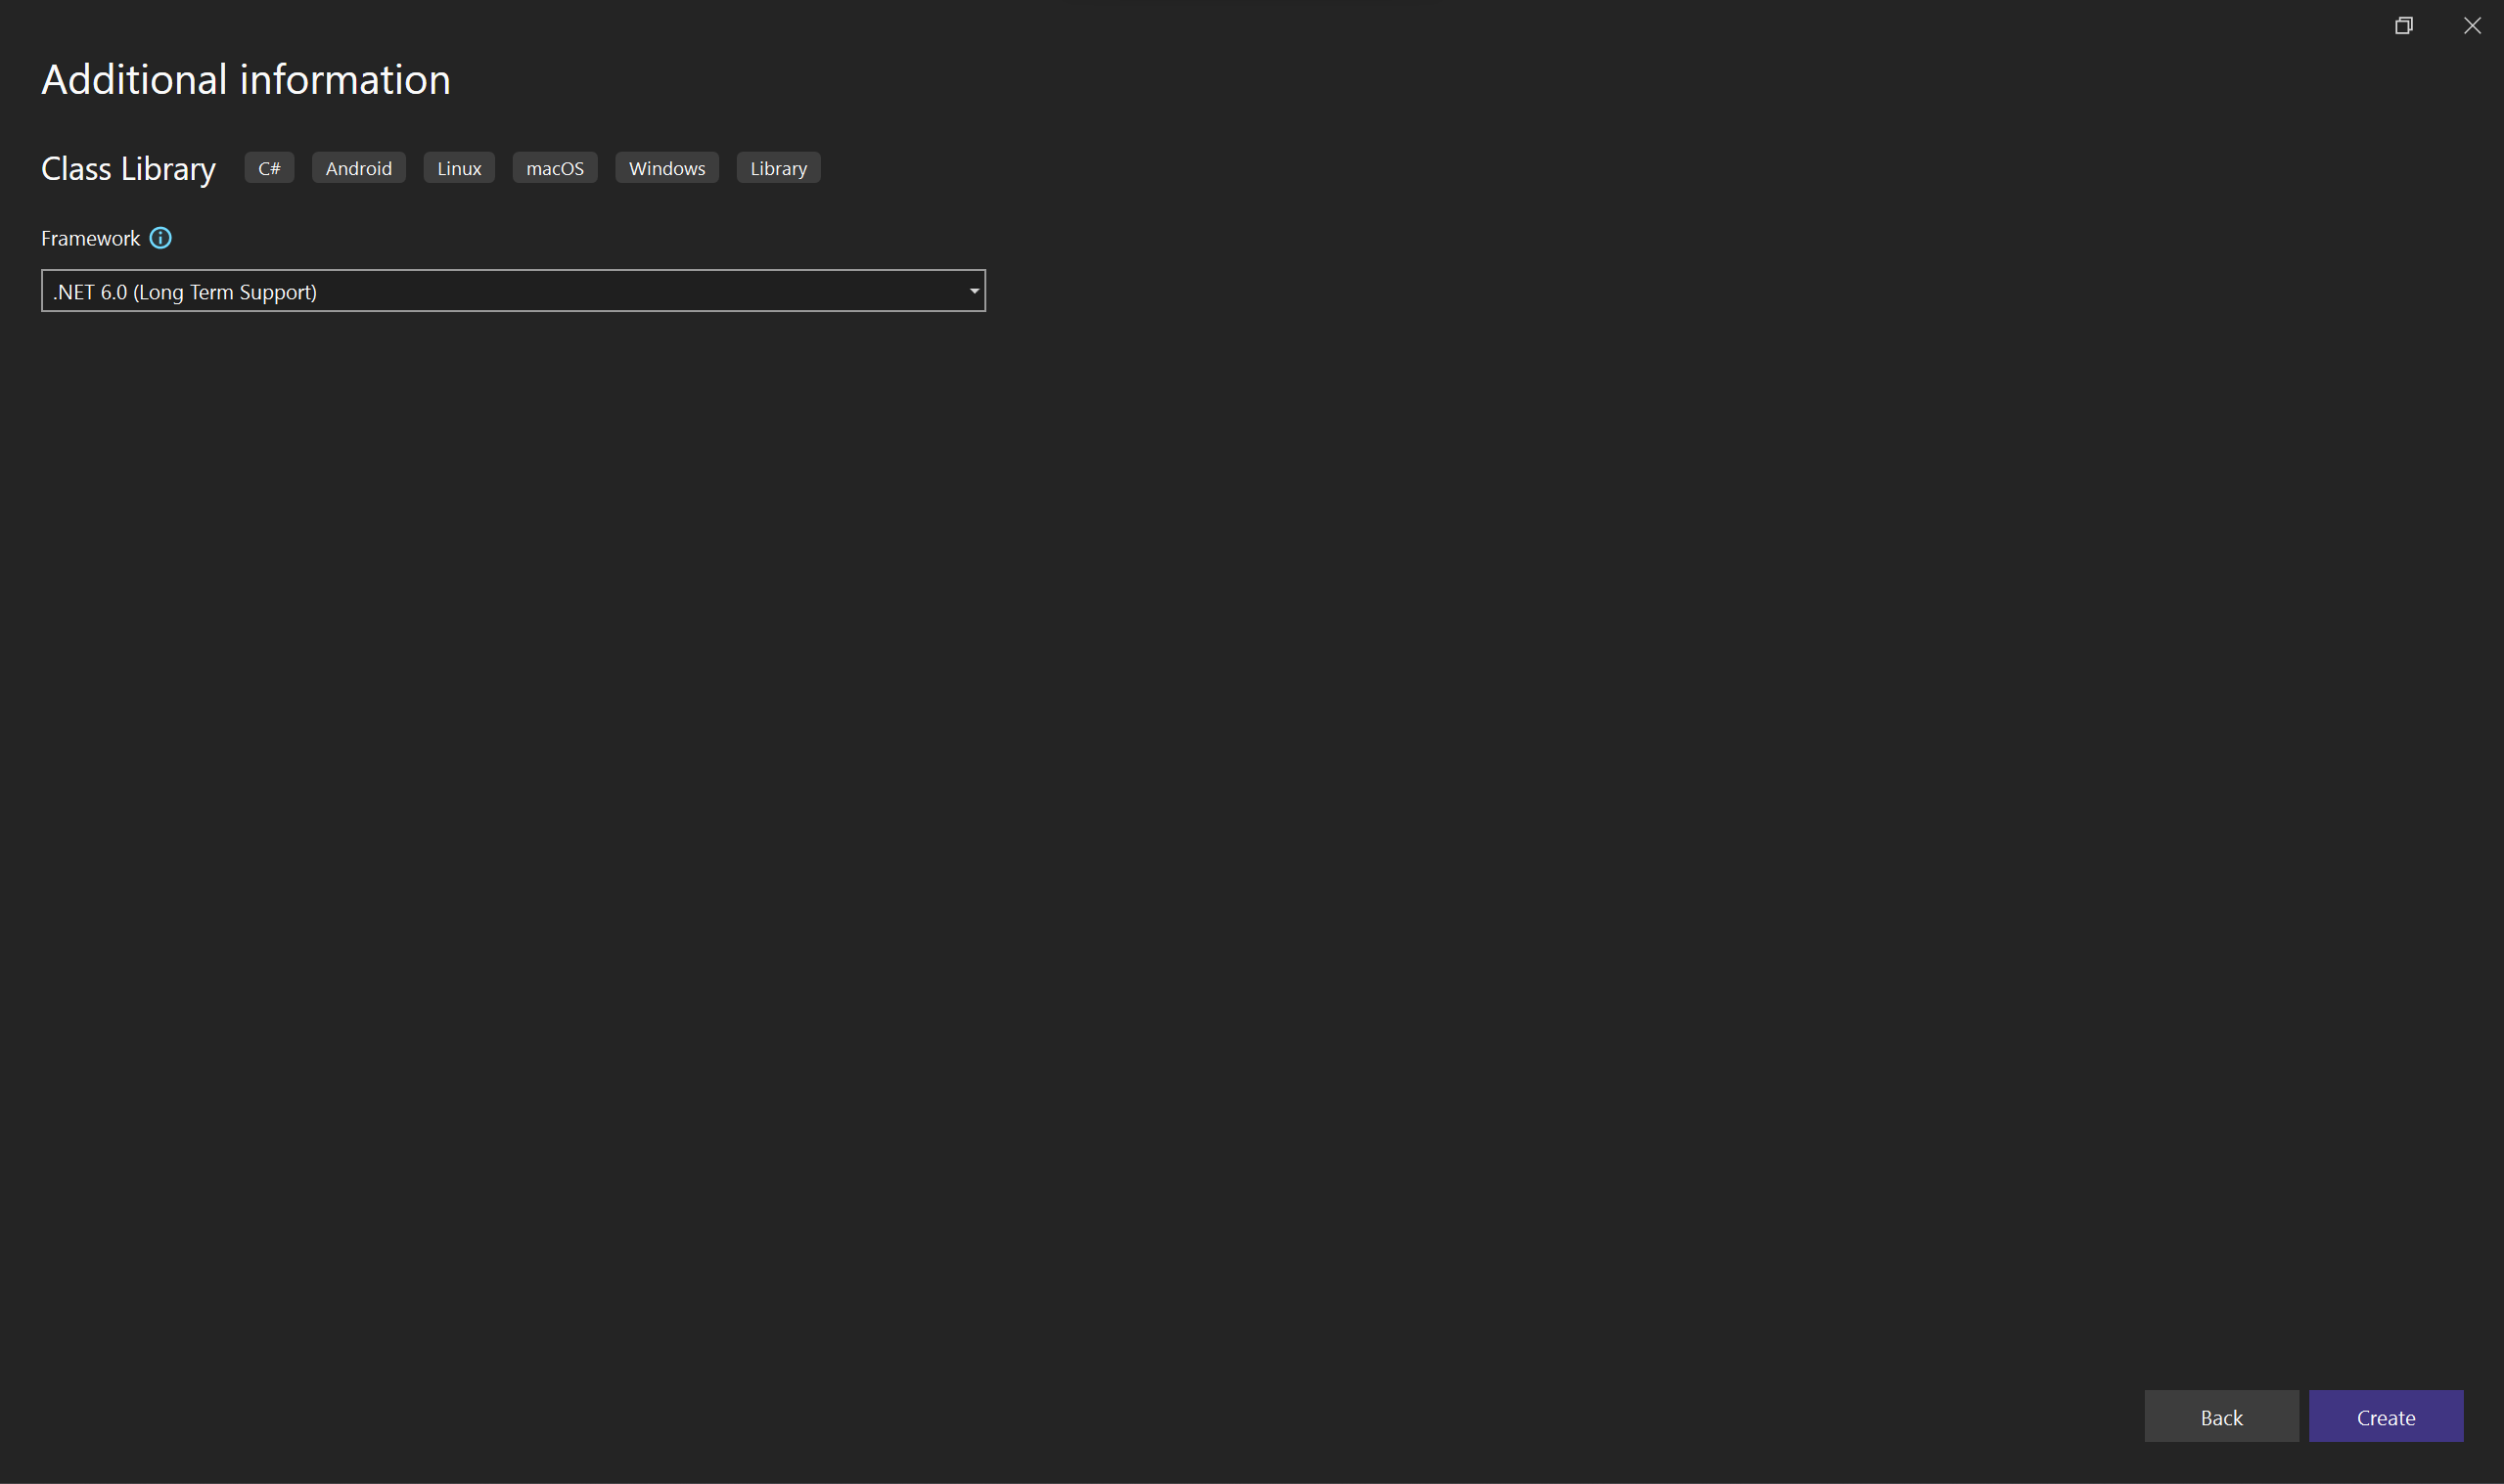 Additional information
Class Library C# Android Linux macOS Windows Library
Framework
.NET 6.0 (Long Term Support)
Back Create